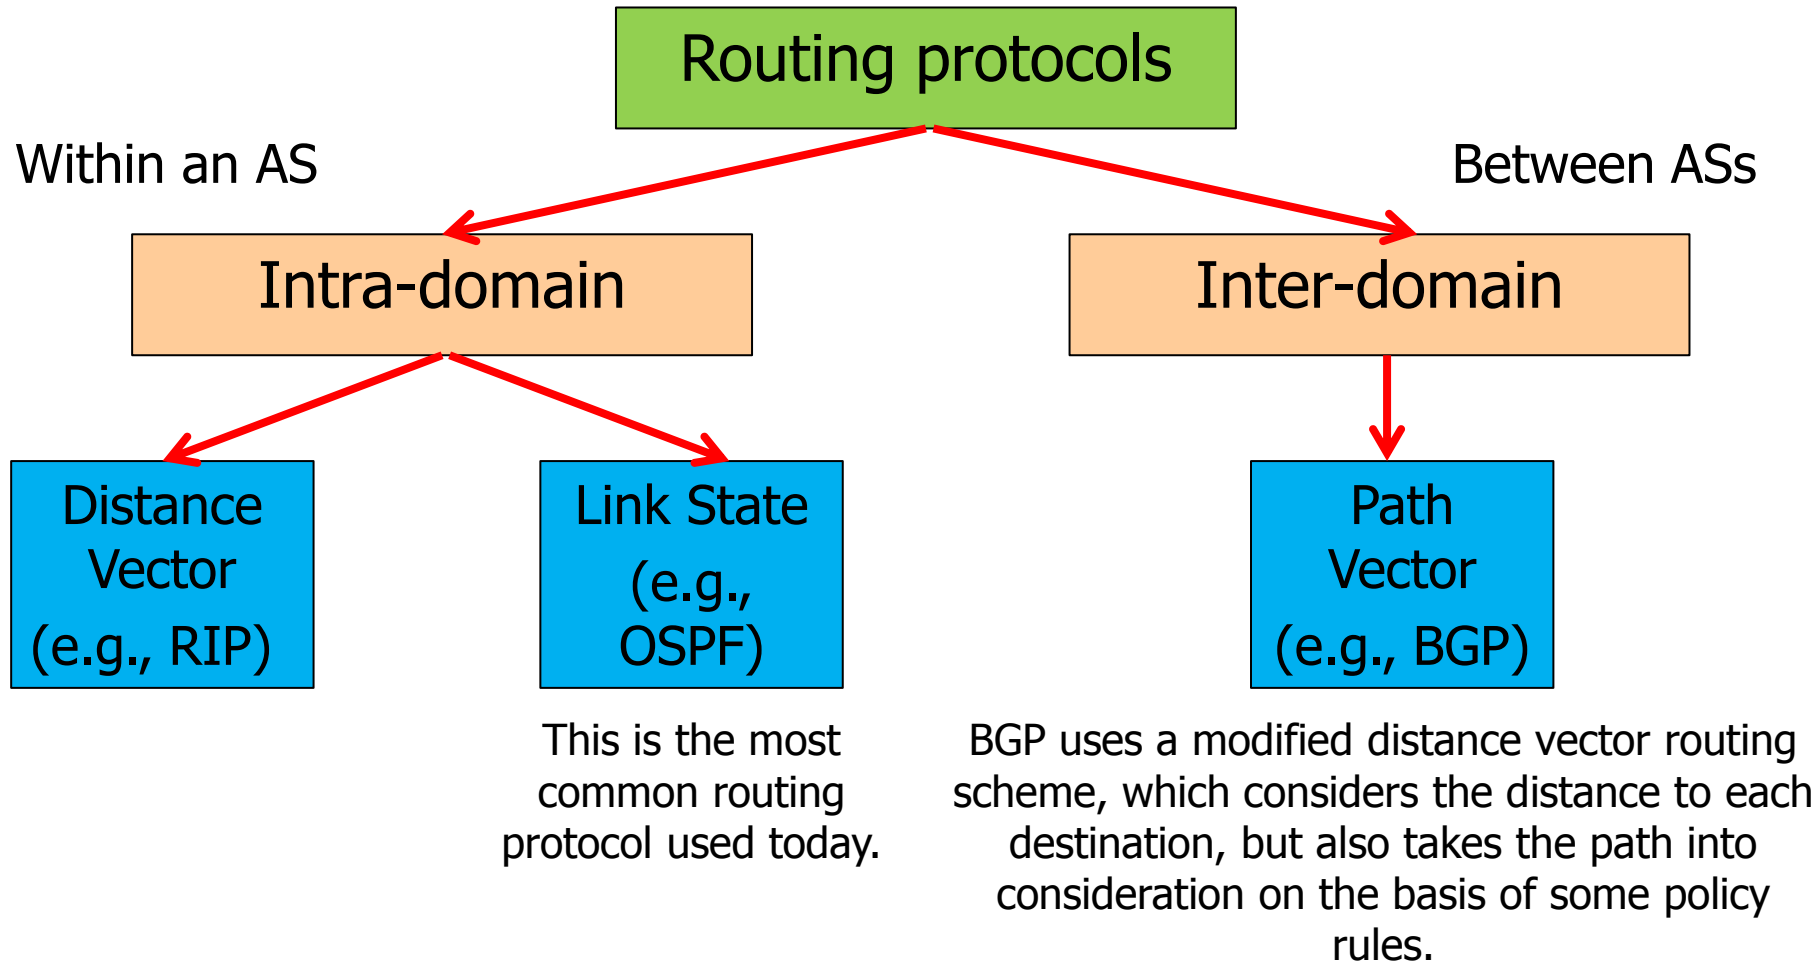 Routing protocols
Within an AS
Between ASs
Intra-domain
Inter-domain
Distance
Vector
(e.g., RIP)
Link State
(e.g.,
OSPF)
Path
Vector
(e.g., BGP)
This is the most
common routing
protocol used today.
BGP uses a modified distance vector routing
scheme, which considers the distance to each
destination, but also takes the path into
consideration on the basis of some policy
rules.